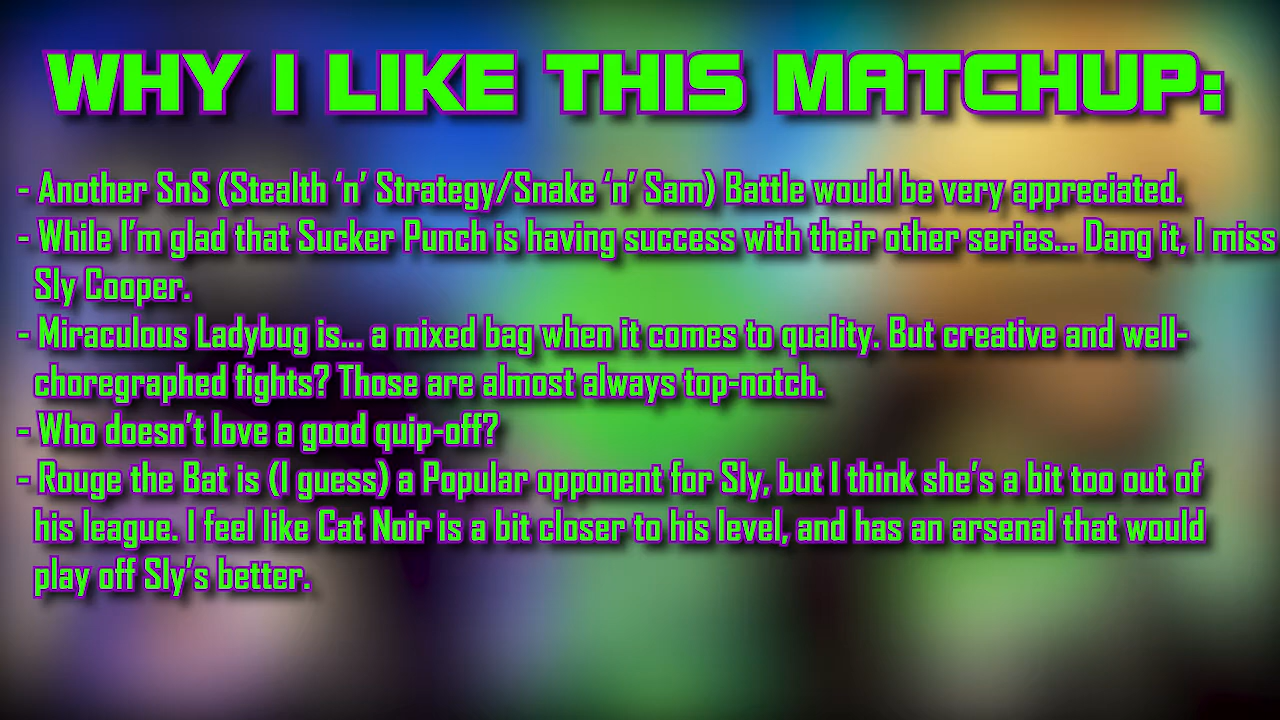 WHY I LIKE THIS MATCHUP:
- Another SnS (Stealth ‘n’ Strategy/Snake ‘n’ Sam) Battle would be very appreciated.
- While I’m glad that Sucker Punch is having success with their other series... Dang it, I miss
Sly Cooper.
- Miraculous Ladybug is... a mixed bag when it comes to quality. But creative and well-
choregraphed fights? Those are almost always top-notch.
- Who doesn’t love a good quip-off?
- Rouge the Bat is (I guess) a Popular opponent for Sly, but I think she’s a bit too out of
his league. I feel like Cat Noir is a bit closer to his level, and has an arsenal that would
play off Sly’s better.